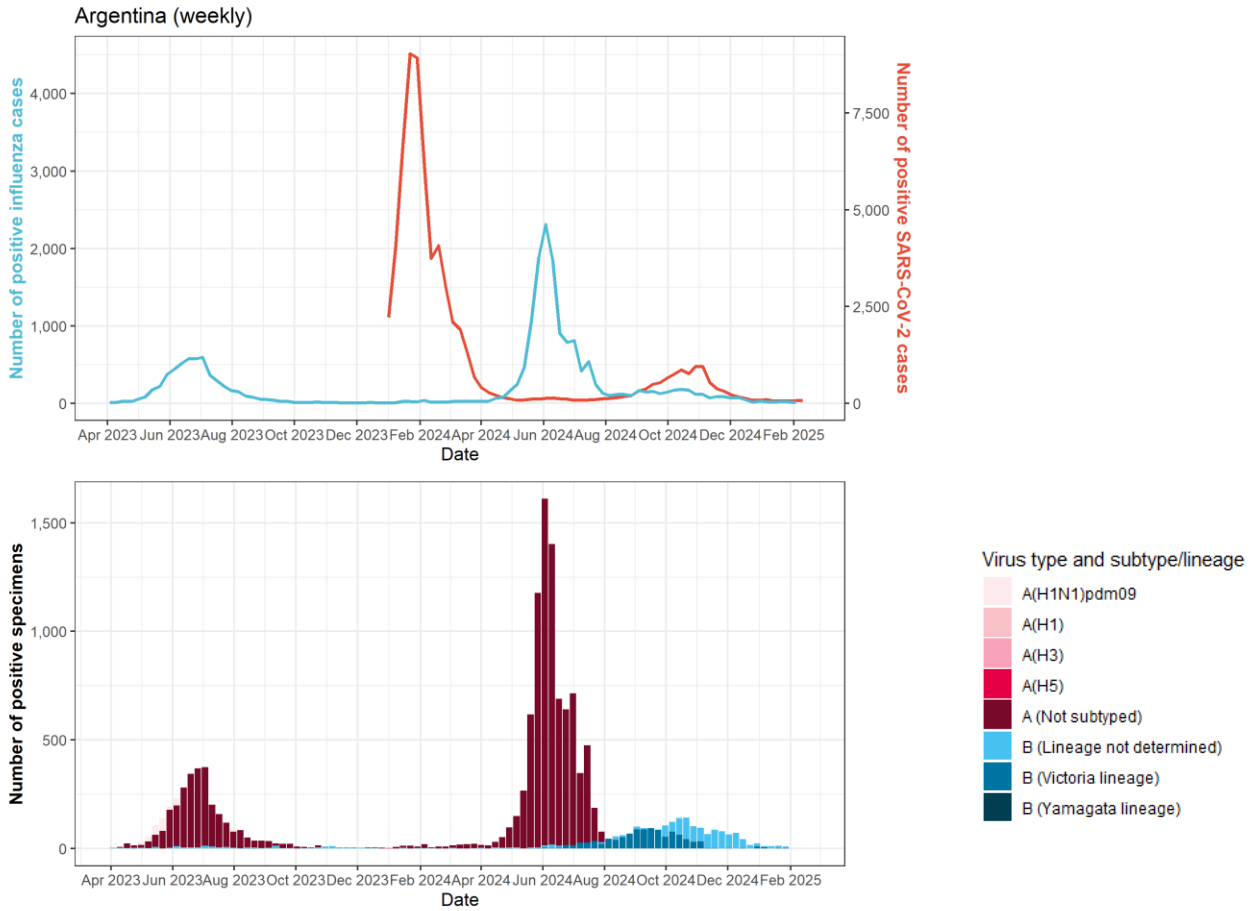 Argentina (weekly)
Number of positive influenza cases
4,000
3,000
2,000
1,000
0
7,500
5,000
2,500
0
Number of positive SARS-CoV-2 cases
Apr 2023 Jun 2023 Aug 2023 Oct 2023 Dec 2023 Feb 2024 Apr 2024 Jun 2024 Aug 2024 Oct 2024 Dec 2024 Feb 2025
Date
Number of positive specimens
1,500
1,000
500
0
Apr 2023 Jun 2023 Aug 2023 Oct 2023 Dec 2023 Feb 2024 Apr 2024 Jun 2024 Aug 2024 Oct 2024 Dec 2024 Feb 2025
Date
Virus type and subtype/lineage
A(H1N1)pdm09
A(H1)
A(H3)
A(H5)
A (Not subtyped)
B (Lineage not determined)
B (Victoria lineage)
B (Yamagata lineage)